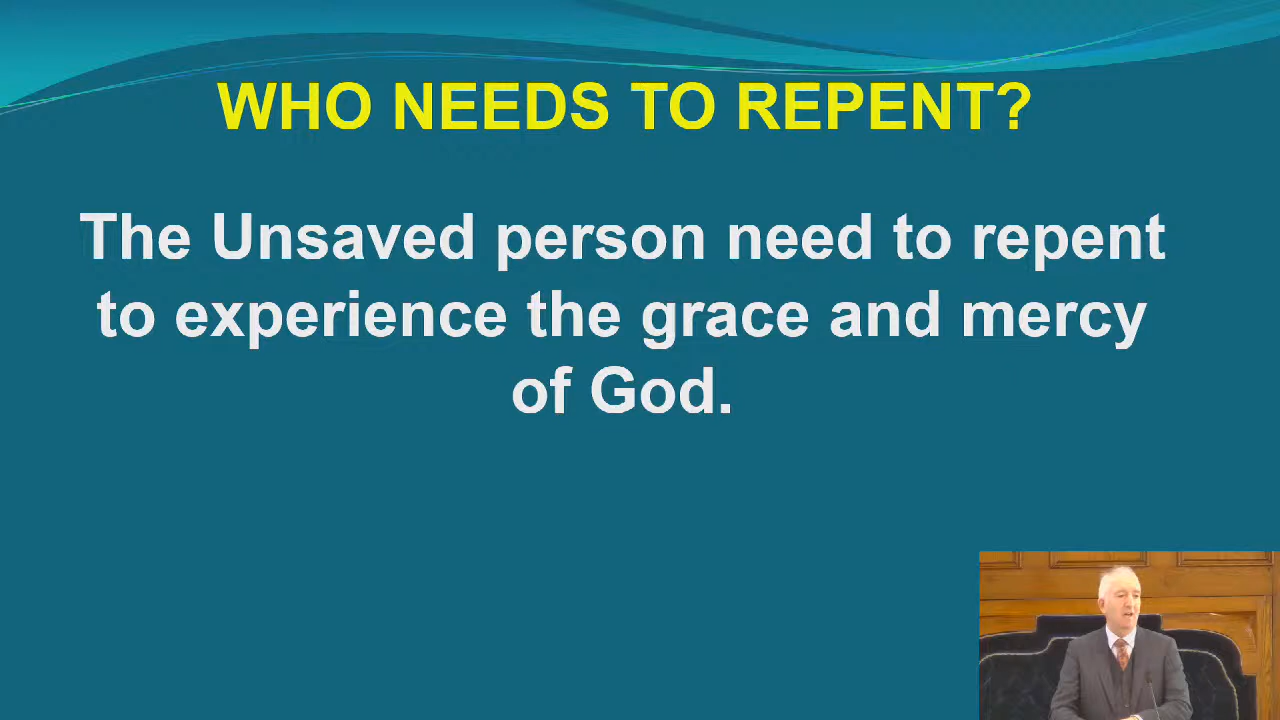 WHO NEEDS TO REPENT?
The Unsaved person need to repent
to experience the grace and mercy
of God.